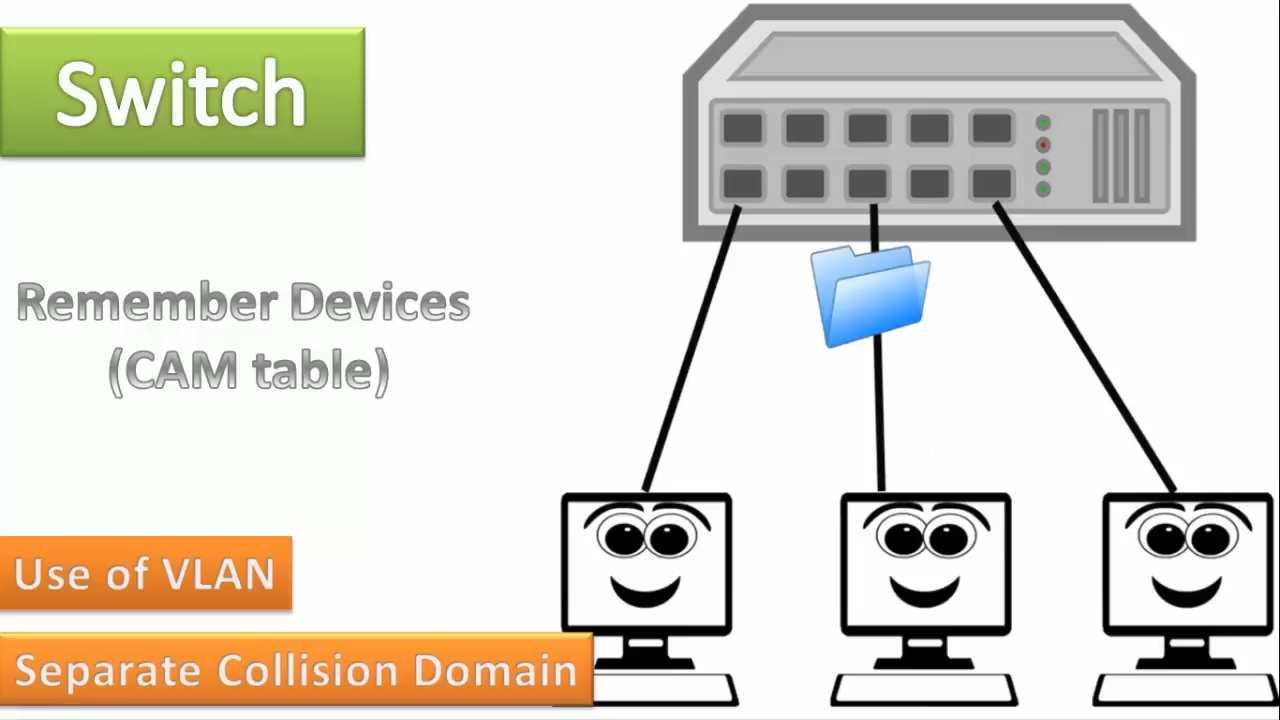 Switch
Remember Devices
(CAM table)
Use of VLAN
Separate Collision Domain